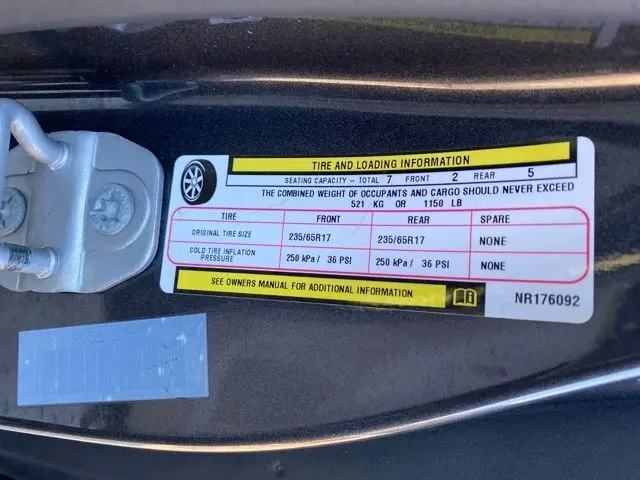 TIRE AND LOADING INFORMATION
SEATING CAPACITY – TOTAL 7 FRONT 2 REAR 5
THE COMBINED WEIGHT OF OCCUPANTS AND CARGO SHOULD NEVER EXCEED
521 KG OR 1150 LB
TIRE FRONT REAR SPARE
ORIGINAL TIRE SIZE 235/65R17 235/65R17 NONE
COLD TIRE INFLATION
PRESSURE 250 kPa / 36 PSI 250 kPa / 36 PSI NONE
SEE OWNERS MANUAL FOR ADDITIONAL INFORMATION
NR176092